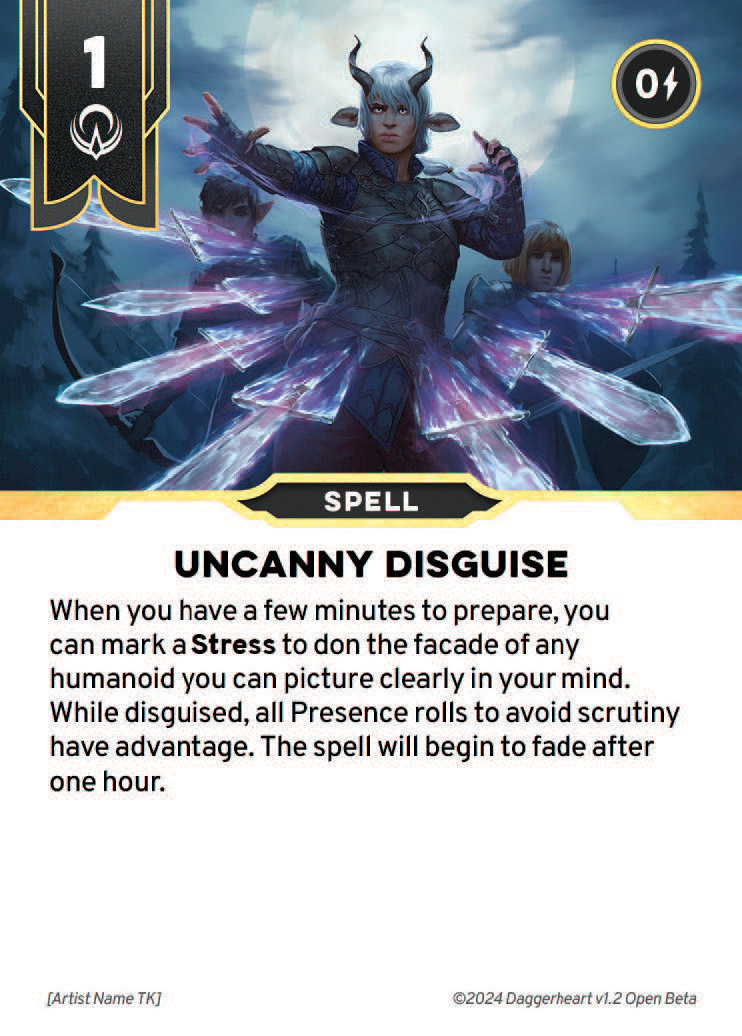 1
0
SPELL
UNCANNY DISGUISE
When you have a few minutes to prepare, you
can mark a Stress to don the facade of any
humanoid you can picture clearly in your mind.
While disguised, all Presence rolls to avoid scrutiny
have advantage. The spell will begin to fade after
one hour.
[Artist Name TK]
©2024 Daggerheart v1.2 Open Beta